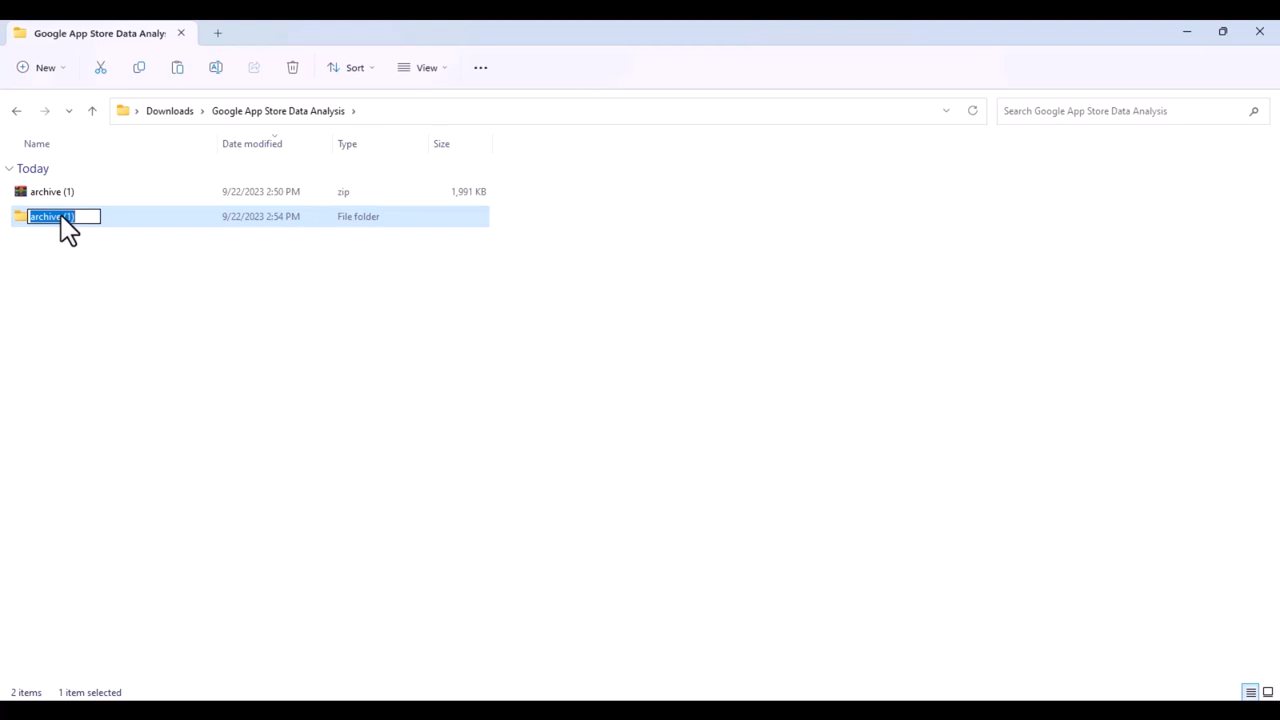 Google App Store Data Analy:
New
Sort
View
Downloads > Google App Store Data Analysis >
Search Google App Store Data Analysis
Name Date modified Type Size
Today
archive (1) 9/22/2023 2:50 PM zip 1,991 KB
archive (1) 9/22/2023 2:54 PM File folder
2 items 1 item selected